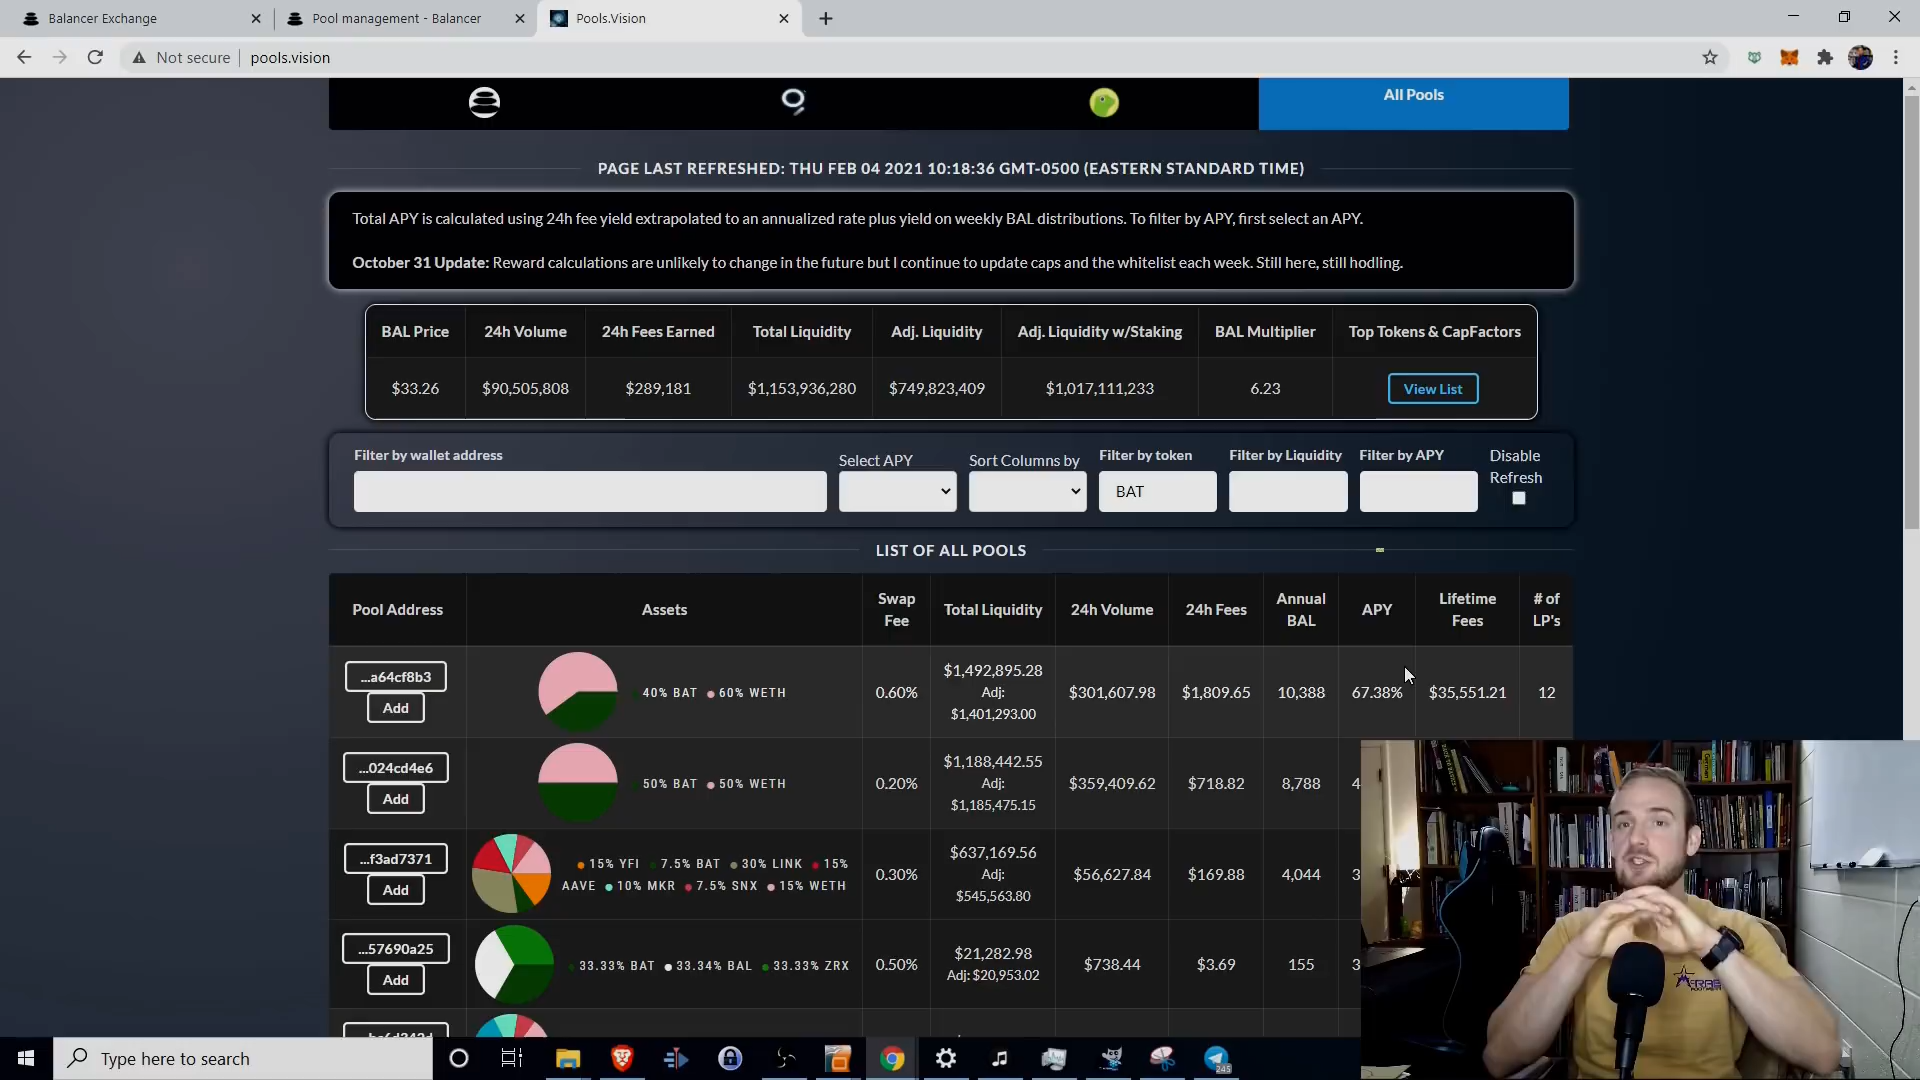 Balancer Exchange
Pool management - Balancer
Pools.Vision
Not secure
pools.vision
All Pools
PAGE LAST REFRESHED: THU FEB 04 2021 10:18:36 GMT-0500 (EASTERN STANDARD TIME)
Total APY is calculated using 24h fee yield extrapolated to an annualized rate plus yield on weekly BAL distributions. To filter by APY, first select an APY.
October 31 Update: Reward calculations are unlikely to change in the future but I continue to update caps and the whitelist each week. Still here, still hodling.
BAL Price 24h Volume 24h Fees Earned Total Liquidity Adj. Liquidity Adj. Liquidity w/Staking BAL Multiplier Top Tokens & CapFactors
$33.26 $90,505,808 $289,181 $1,153,936,280 $749,823,409 $1,017,111,233 6.23 View List
Filter by wallet address Select APY Sort Columns by Filter by token Filter by Liquidity Filter by APY Disable Refresh
BAT
LIST OF ALL POOLS
Pool Address Assets Swap Fee Total Liquidity 24h Volume 24h Fees Annual BAL APY Lifetime Fees # of LP's
...a64cf8b3
Add
40% BAT 60% WETH
0.60%
$1,492,895.28
Adj:
$1,401,293.00
$301,607.98
$1,809.65
10,388
67.38%
$35,551.21
12
...024cd4e6
Add
50% BAT 50% WETH
0.20%
$1,188,442.55
Adj:
$1,185,475.15
$359,409.62
$718.82
8,788
4
...f3ad7371
Add
15% YFI 7.5% BAT 30% LINK 15%
AAVE 10% MKR 7.5% SNX 15% WETH
0.30%
$637,169.56
Adj:
$545,563.80
$56,627.84
$169.88
4,044
3
...57690a25
Add
33.33% BAT 33.34% BAL 33.33% ZRX
0.50%
$21,282.98
Adj: $20,953.02
$738.44
$3.69
155
3
Type here to search
245